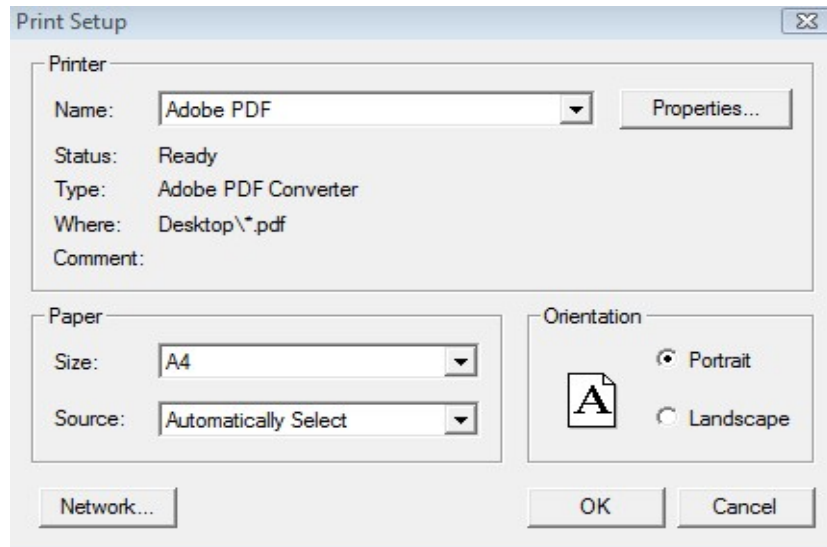 Print Setup
Printer
Name: Adobe PDF Properties...
Status: Ready
Type: Adobe PDF Converter
Where: Desktop\*.pdf
Comment:
Paper
Size: A4
Source: Automatically Select
Orientation
A
Portrait
Landscape
Network... OK Cancel